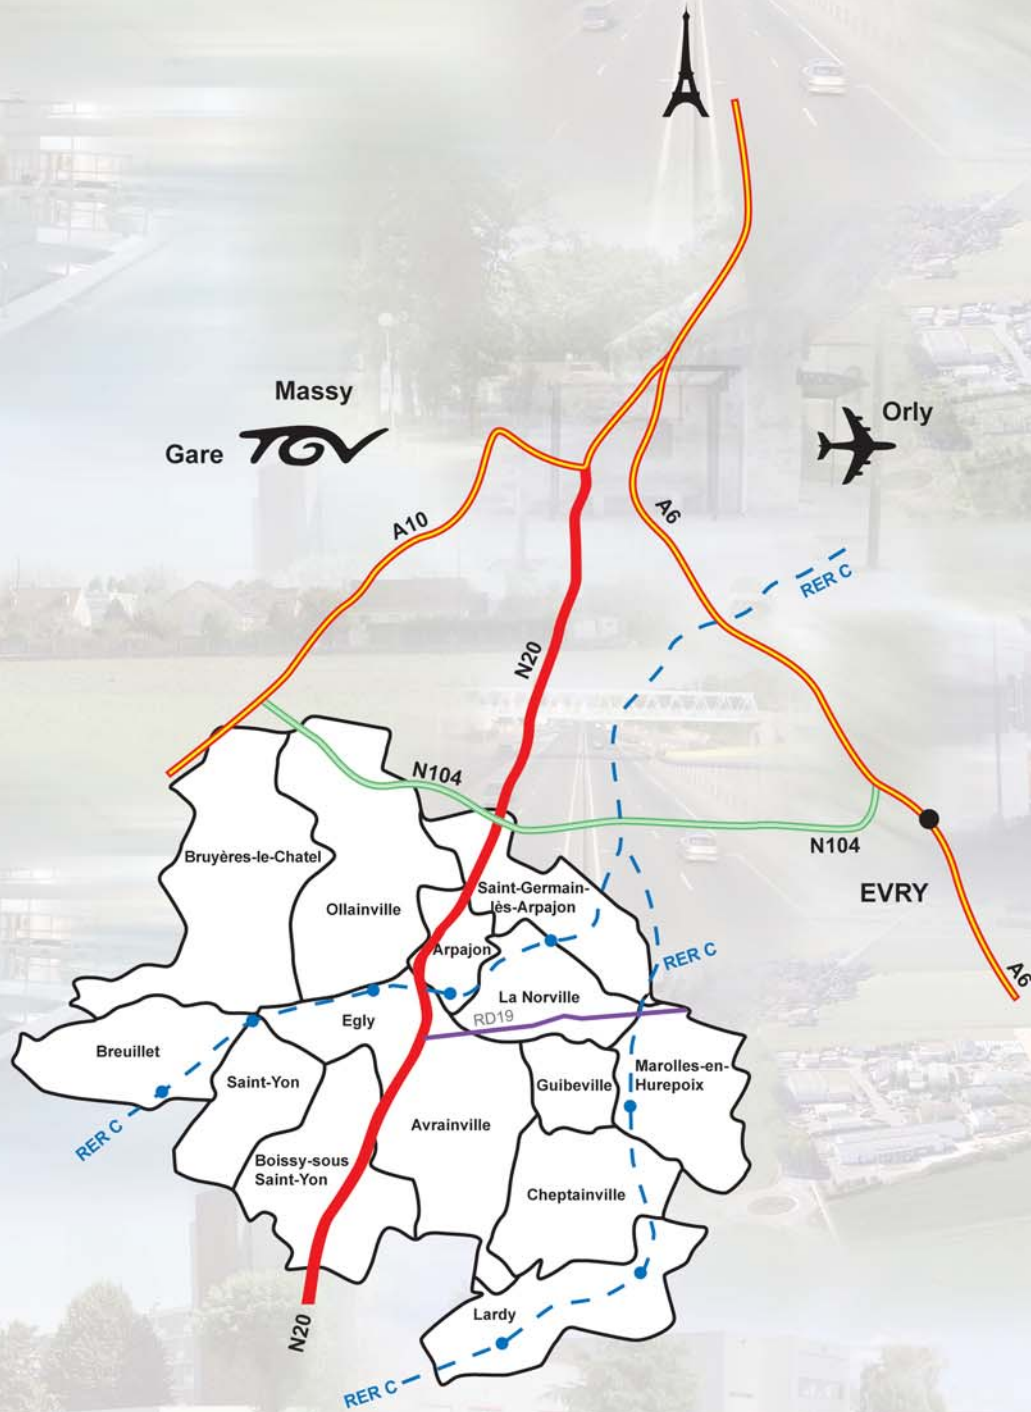 Massy
Gare TGV
Orly
A10
A6
RER C
N20
N104
N104
EVRY
A6
Bruyères-le-Chatel
Ollainville
Saint-Germain-
lès-Arpajon
Arpajon
RER C
La Norville
RD19
Egly
Breuillet
Saint-Yon
Guibeville
Marolles-en-
Hurepoix
RER C
Avrainville
Boissy-sous
Saint-Yon
Cheptainville
Lardy
N20
RER C